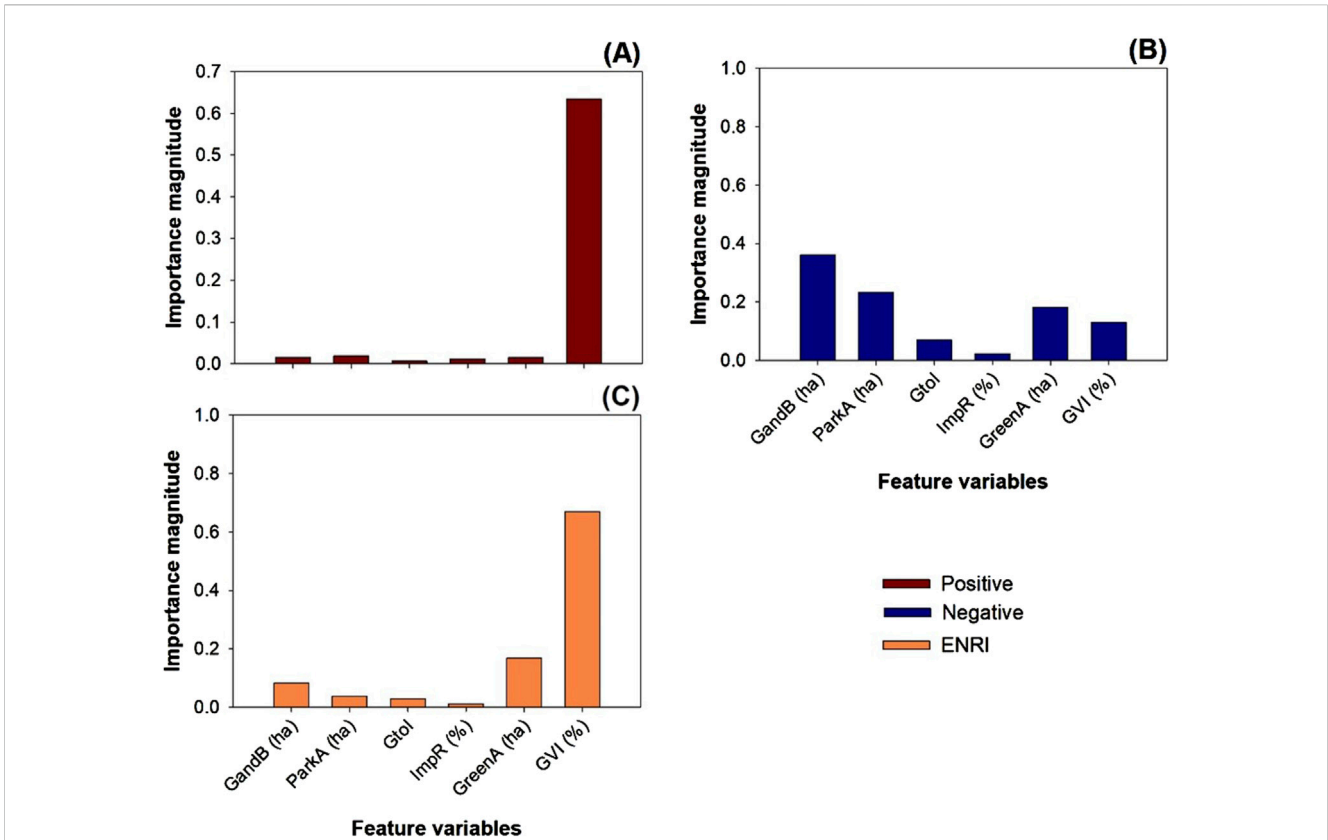 (A)
0.7
0.6
0.5
0.4
0.3
0.2
0.1
0.0
Importance magnitude
(B)
1.0
0.8
0.6
0.4
0.2
0.0
Importance magnitude
GandB (ha)
ParkA (ha)
GtoI
ImpR (%)
GreenA (ha)
GVI (%)
Feature variables
(C)
1.0
0.8
0.6
0.4
0.2
0.0
Importance magnitude
GandB (ha)
ParkA (ha)
GtoI
ImpR (%)
GreenA (ha)
GVI (%)
Feature variables
Positive
Negative
ENRI